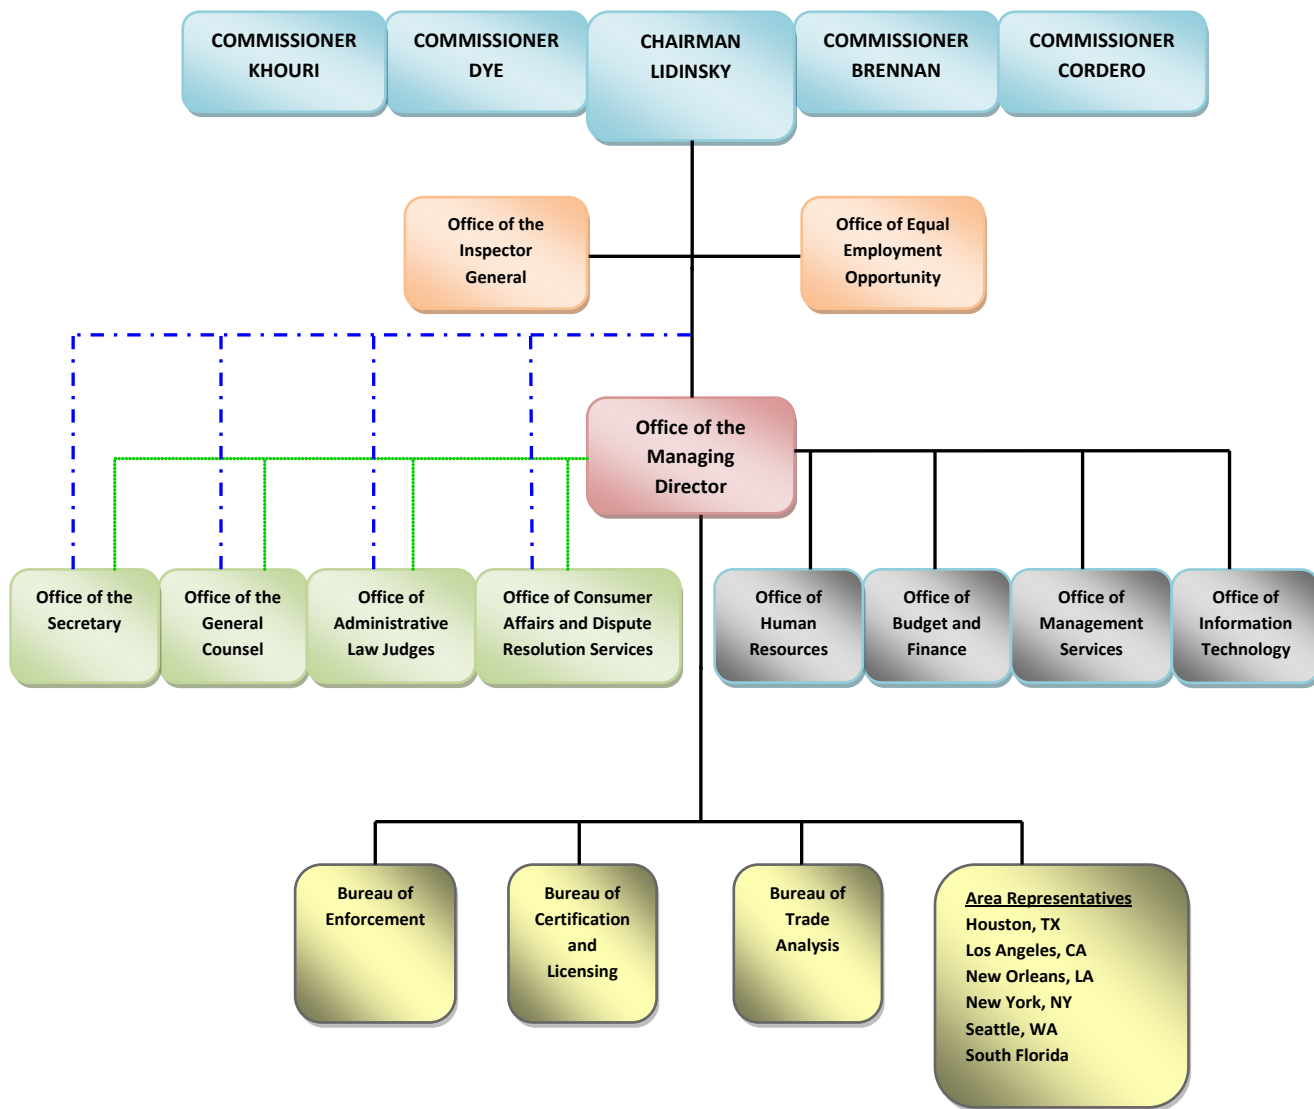 COMMISSIONER
KHOURI
COMMISSIONER
DYE
CHAIRMAN
LIDINSKY
COMMISSIONER
BRENNAN
COMMISSIONER
CORDERO
Office of the
Inspector
General
Office of Equal
Employment
Opportunity
Office of the
Managing
Director
Office of the
Secretary
Office of the
General
Counsel
Office of
Administrative
Law Judges
Office of Consumer
Affairs and Dispute
Resolution Services
Office of
Human
Resources
Office of
Budget and
Finance
Office of
Management
Services
Office of
Information
Technology
Bureau of
Enforcement
Bureau of
Certification
and
Licensing
Bureau of
Trade
Analysis
Area Representatives
Houston, TX
Los Angeles, CA
New Orleans, LA
New York, NY
Seattle, WA
South Florida